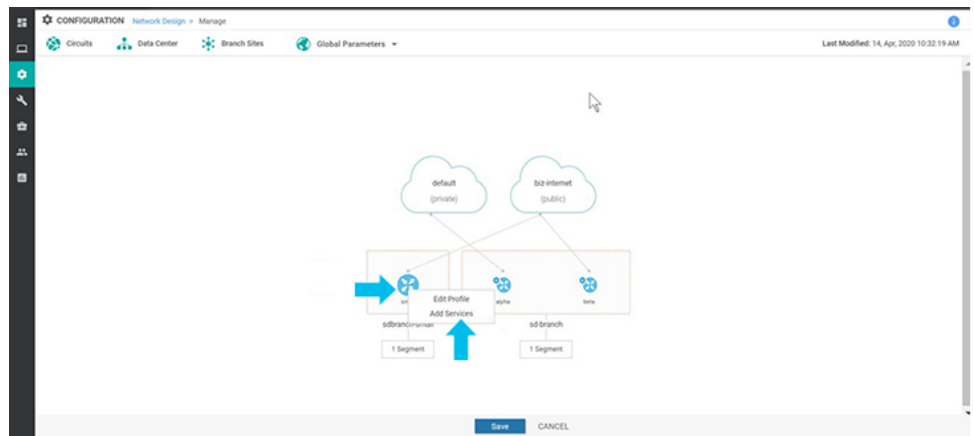 CONFIGURATION Network Design > Manage
Circuits Data Center Branch Sites Global Parameters Last Modified: 14, Apr, 2020 10:32:19 AM
default biz-internet
(private) (public)
Edit Profile
alpha beta
Add Services
sd-branch
1 Segment 1 Segment
Save CANCEL